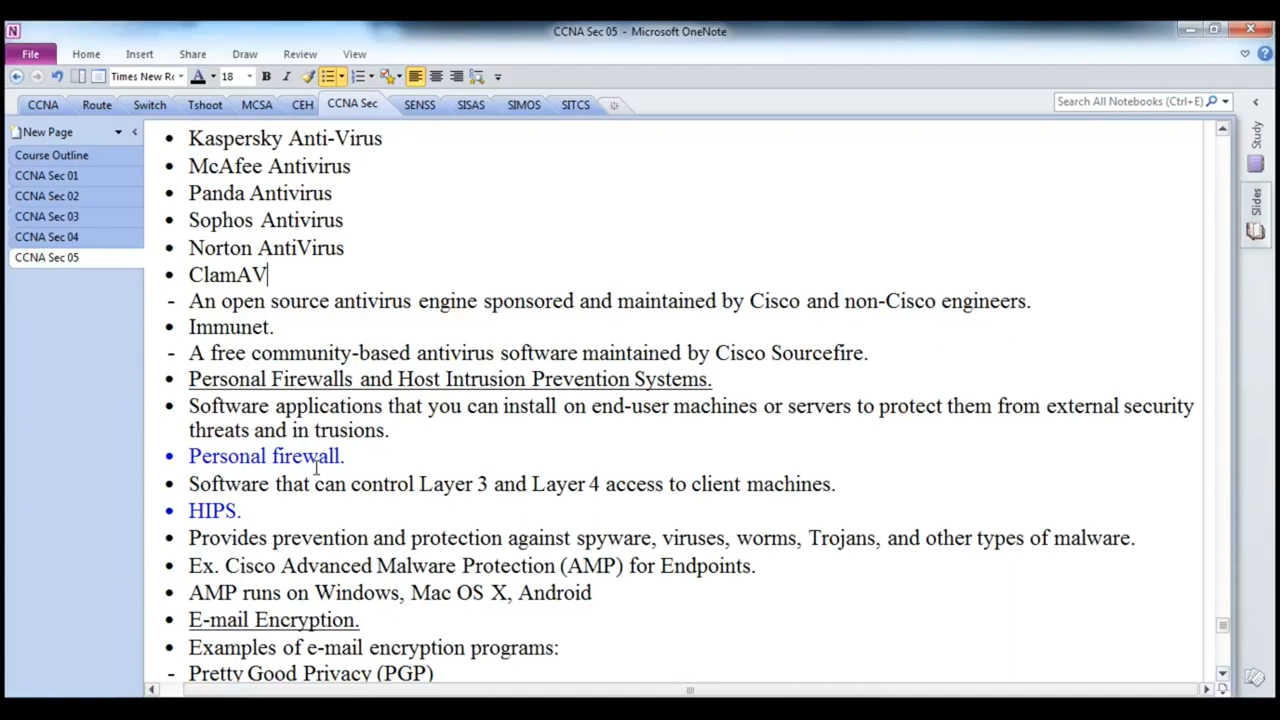 CCNA Sec 05 - Microsoft OneNote
File Home Insert Share Draw Review View
Times New Rc 18 B I
CCNA Route Switch Tshoot MCSA CEH CCNA Sec SENSS SISAS SIMOS SITCS Search All Notebooks (Ctrl+E)
New Page
Course Outline
CCNA Sec 01
CCNA Sec 02
CCNA Sec 03
CCNA Sec 04
CCNA Sec 05
• Kaspersky Anti-Virus
• McAfee Antivirus
• Panda Antivirus
• Sophos Antivirus
• Norton AntiVirus
• ClamAV
- An open source antivirus engine sponsored and maintained by Cisco and non-Cisco engineers.
• Immunet.
- A free community-based antivirus software maintained by Cisco Sourcefire.
• Personal Firewalls and Host Intrusion Prevention Systems.
• Software applications that you can install on end-user machines or servers to protect them from external security
threats and in trusions.
• Personal firewall.
• Software that can control Layer 3 and Layer 4 access to client machines.
• HIPS.
• Provides prevention and protection against spyware, viruses, worms, Trojans, and other types of malware.
• Ex. Cisco Advanced Malware Protection (AMP) for Endpoints.
• AMP runs on Windows, Mac OS X, Android
• E-mail Encryption.
• Examples of e-mail encryption programs:
- Pretty Good Privacy (PGP)
Study
Slides